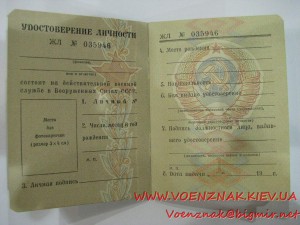 УДОСТОВЕРЕНИЕ ЛИЧНОСТИ
ЖЛ № 035946
состоит на действительной военной
службе в Вооруженных Силах СССР.
1. Личный №
Место
для
фотокарточки
2. Число, месяц и год
рождения
М. П.
3. Личная подпись
ЖЛ № 035946
4. Место рождения
5. Национальность
6. Кем выдано удостоверение
7. Подпись должностного лица, выдав-
шего удостоверение
М. П.
8. Дата выдачи
WWW.VOENZNAK.KIEV.UA
Voenznak@bigmir.net